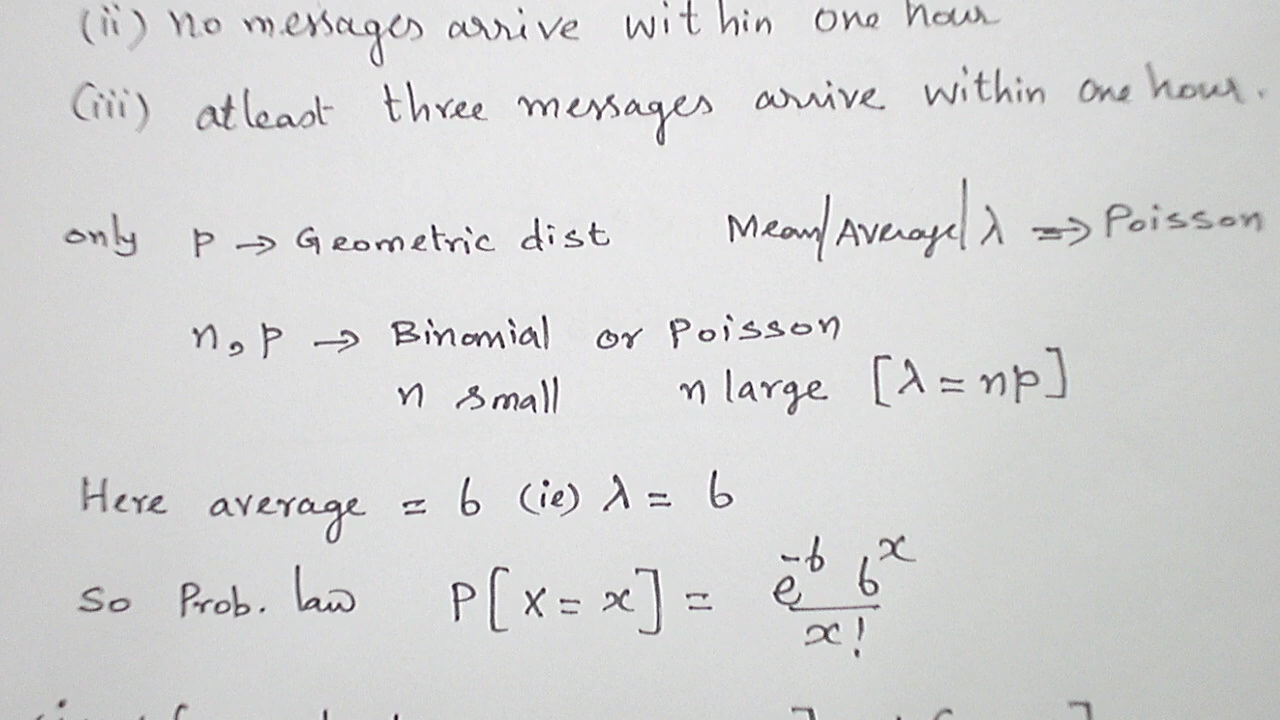 (ii) no messages arrive within one hour
(iii) atleast three messages arrive within one hour.
only p → Geometric dist Mean/Average/λ ⇒ Poisson
n, p → Binomial or Poisson
n small n large [λ = np]
Here average = 6 (ie) λ = 6
So Prob. law P[X = x] = e^-6 6^x / x!